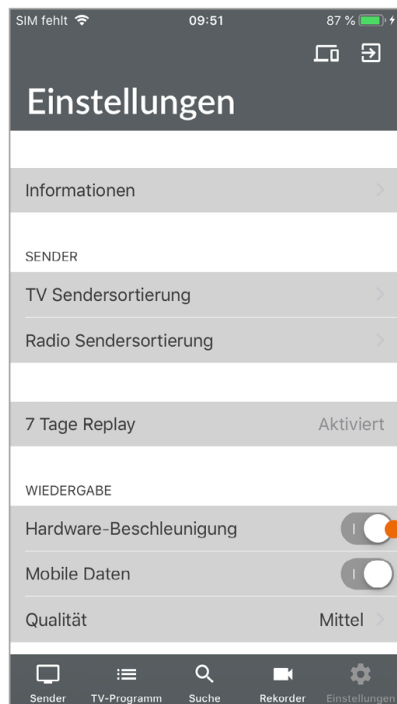 SIM fehlt 09:51 87 %
Einstellungen
Informationen
SENDER
TV Sendersortierung
Radio Sendersortierung
7 Tage Replay Aktiviert
WIEDERGABE
Hardware-Beschleunigung
Mobile Daten
Qualität Mittel
Sender TV-Programm Suche Rekorder Einstellungen